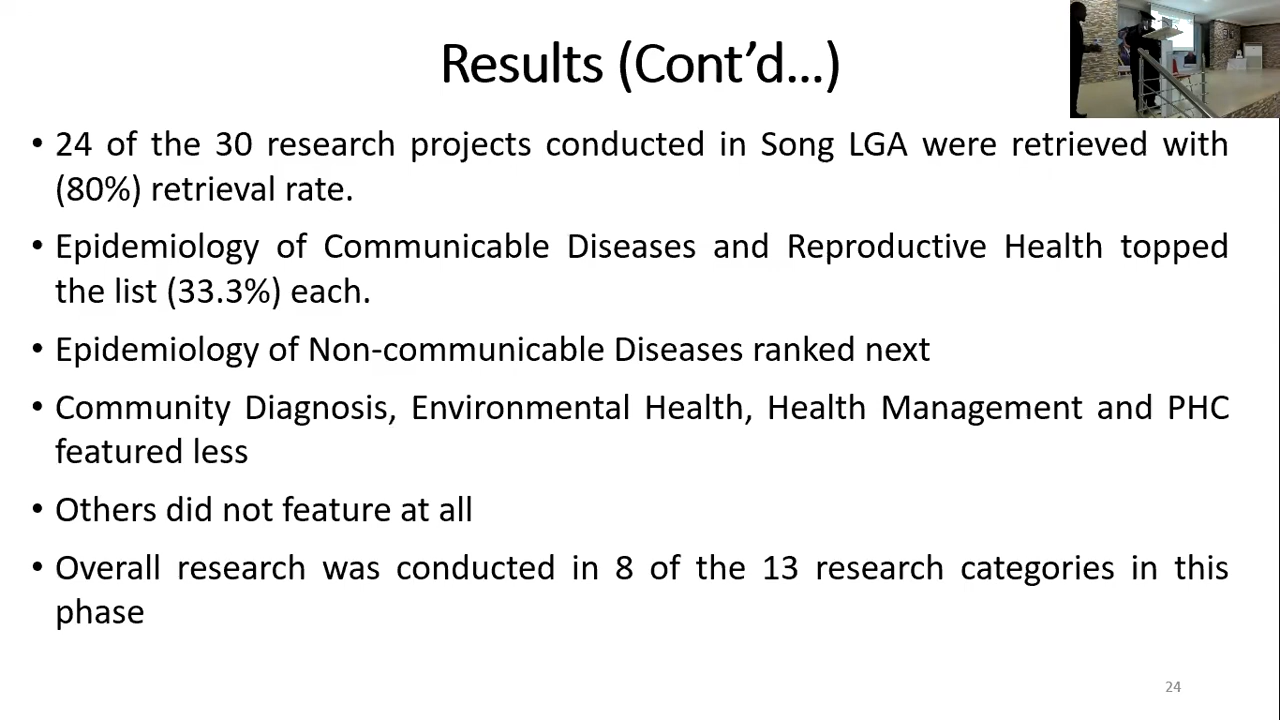 Results (Cont’d…)
• 24 of the 30 research projects conducted in Song LGA were retrieved with
(80%) retrieval rate.
• Epidemiology of Communicable Diseases and Reproductive Health topped
the list (33.3%) each.
• Epidemiology of Non-communicable Diseases ranked next
• Community Diagnosis, Environmental Health, Health Management and PHC
featured less
• Others did not feature at all
• Overall research was conducted in 8 of the 13 research categories in this
phase
24